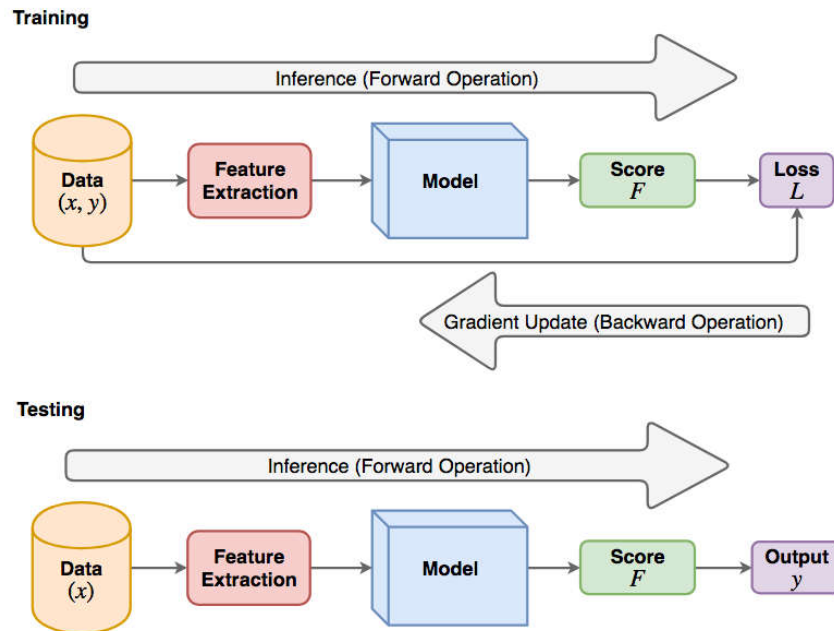 Training
Inference (Forward Operation)
Data
(x, y)
Feature
Extraction
Model
Score
F
Loss
L
Gradient Update (Backward Operation)
Testing
Inference (Forward Operation)
Data
(x)
Feature
Extraction
Model
Score
F
Output
y